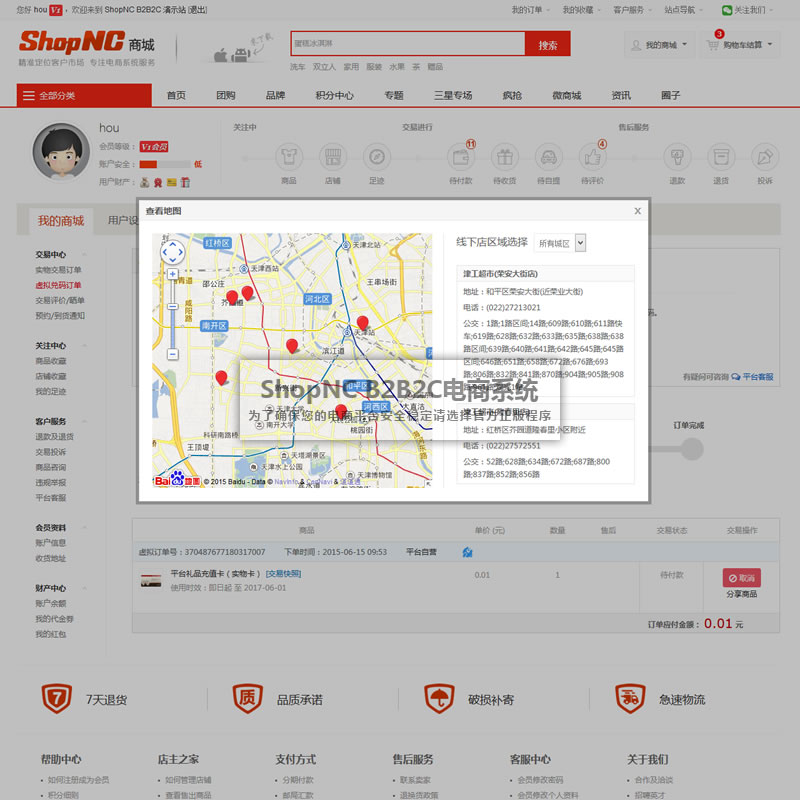 您好 hou V1 ，欢迎来到 ShopNC B2B2C 演示站 [退出]
我的订单 我的收藏 客户服务 站点导航 关注我们
ShopNC 商城
精准定位客户市场 专注电商系统服务
蜜桃冰淇淋 搜索
洗车 双立人 家用 服装 水果 茶 赠品
我的商城 购物车结算 3
全部分类 首页 团购 品牌 积分中心 专题 三星专场 疯抢 微商城 资讯 圈子
hou
会员等级： V1会员
账户安全： 低
用户财产：
关注中 交易进行 售后服务
11 4
商品 店铺 足迹 待付款 待收货 待自提 待评价 退款 退货 投诉
我的商城 用户设
交易中心
实物交易订单
虚拟兑码订单
交易评价/晒单
预约/到货通知
关注中心
商品收藏
店铺收藏
我的足迹
客户服务
退款及退货
交易投诉
商品咨询
违规举报
平台客服
会员资料
账户信息
收货地址
财产中心
账户余额
我的代金券
我的红包
查看地图 X
红桥区
天津北站
天津西站
邵公庄
王串场街
芥园道
河北区
咸阳路
南开区
天津站
滨江道
和平区
河西区
大直沽
天津大学
南开大学
科研南路
桃园街
王顶堤
天塔湖景区
天津水上公园
天津博物馆
Bai 地图 © 2015 Baidu - Data © NavInfo & CenNavi & 道道通
线下店区域选择 所有城区
津工超市(荣安大街店)
地址：和平区荣安大街(近荣业大街)
电话：(022)27213021
公交：1路;1路区间;14路;609路;610路;611路快
车;619路;628路;632路;633路;635路;638路;638
路区间;639路;640路;641路;642路;645路;645路
区间;646路;651路;658路;672路;676路;693
路;806路;832路;841路;870路;904路;905路;908
地址：红桥区芥园道隆春里小区附近
电话：(022)27572551
公交：52路;628路;634路;672路;687路;800
路;837路;852路;856路
ShopNC B2B2C电商系统
为了确保您的电商平台安全稳定请选择官方正版程序
有疑问可咨询 平台客服
订单完成
商品 单价 (元) 数量 售后 交易状态 交易操作
虚拟订单号：370487677180317007 下单时间：2015-06-15 09:53 平台自营
平台礼品充值卡（实物卡） [交易快照] 0.01 1 待付款 取消
使用时效：即日起 至 2017-06-01 分享商品
订单应付金额： 0.01 元
7 7天退货 质 品质承诺 破损补寄 急速物流
帮助中心 店主之家 支付方式 售后服务 客服中心 关于我们
如何注册成为会员 如何管理店铺 分期付款 联系卖家 会员修改密码 合作及洽谈
积分细则 查看售出商品 邮局汇款 退换货政策 会员修改个人资料 招聘英才